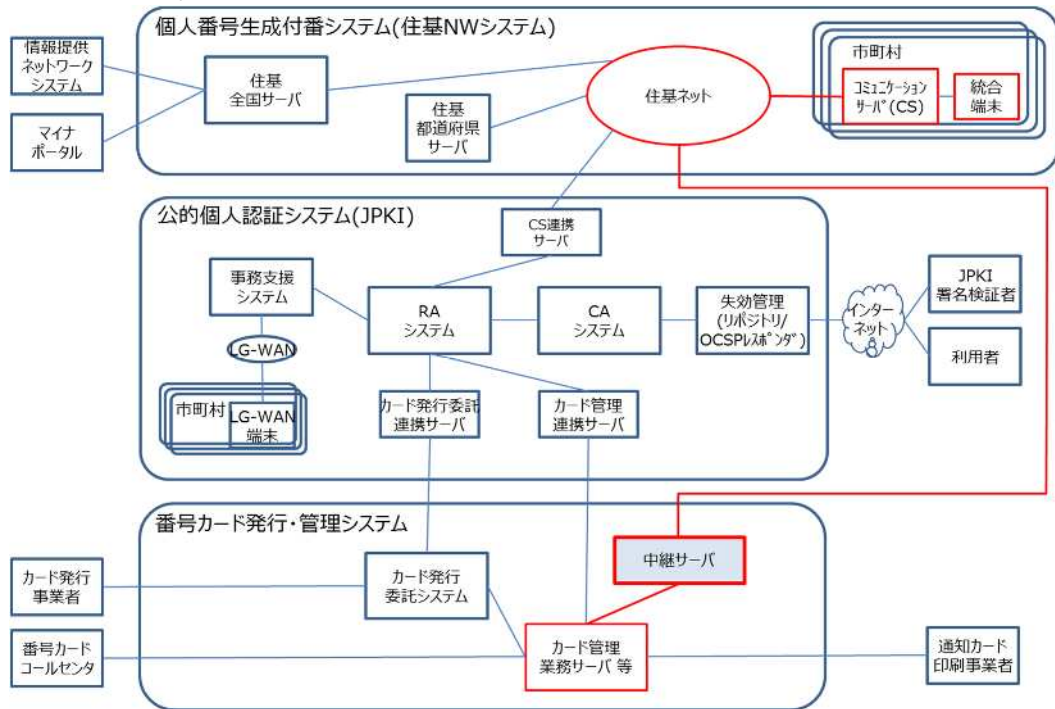 個人番号生成付番システム(住基NWシステム)
情報提供
ネットワーク
システム
マイナ
ポータル
住基
全国サーバ
住基
都道府県
サーバ
住基ネット
市町村
コミュニケーション
サーバ(CS)
統合
端末
公的個人認証システム(JPKI)
CS連携
サーバ
事務支援
システム
RA
システム
CA
システム
失効管理
(リポジトリ/
OCSPレスポンダ)
インター
ネット
JPKI
署名検証者
利用者
LG-WAN
市町村
LG-WAN
端末
カード発行委託
連携サーバ
カード管理
連携サーバ
番号カード発行・管理システム
中継サーバ
カード発行
事業者
カード発行
委託システム
番号カード
コールセンタ
カード管理
業務サーバ 等
通知カード
印刷事業者